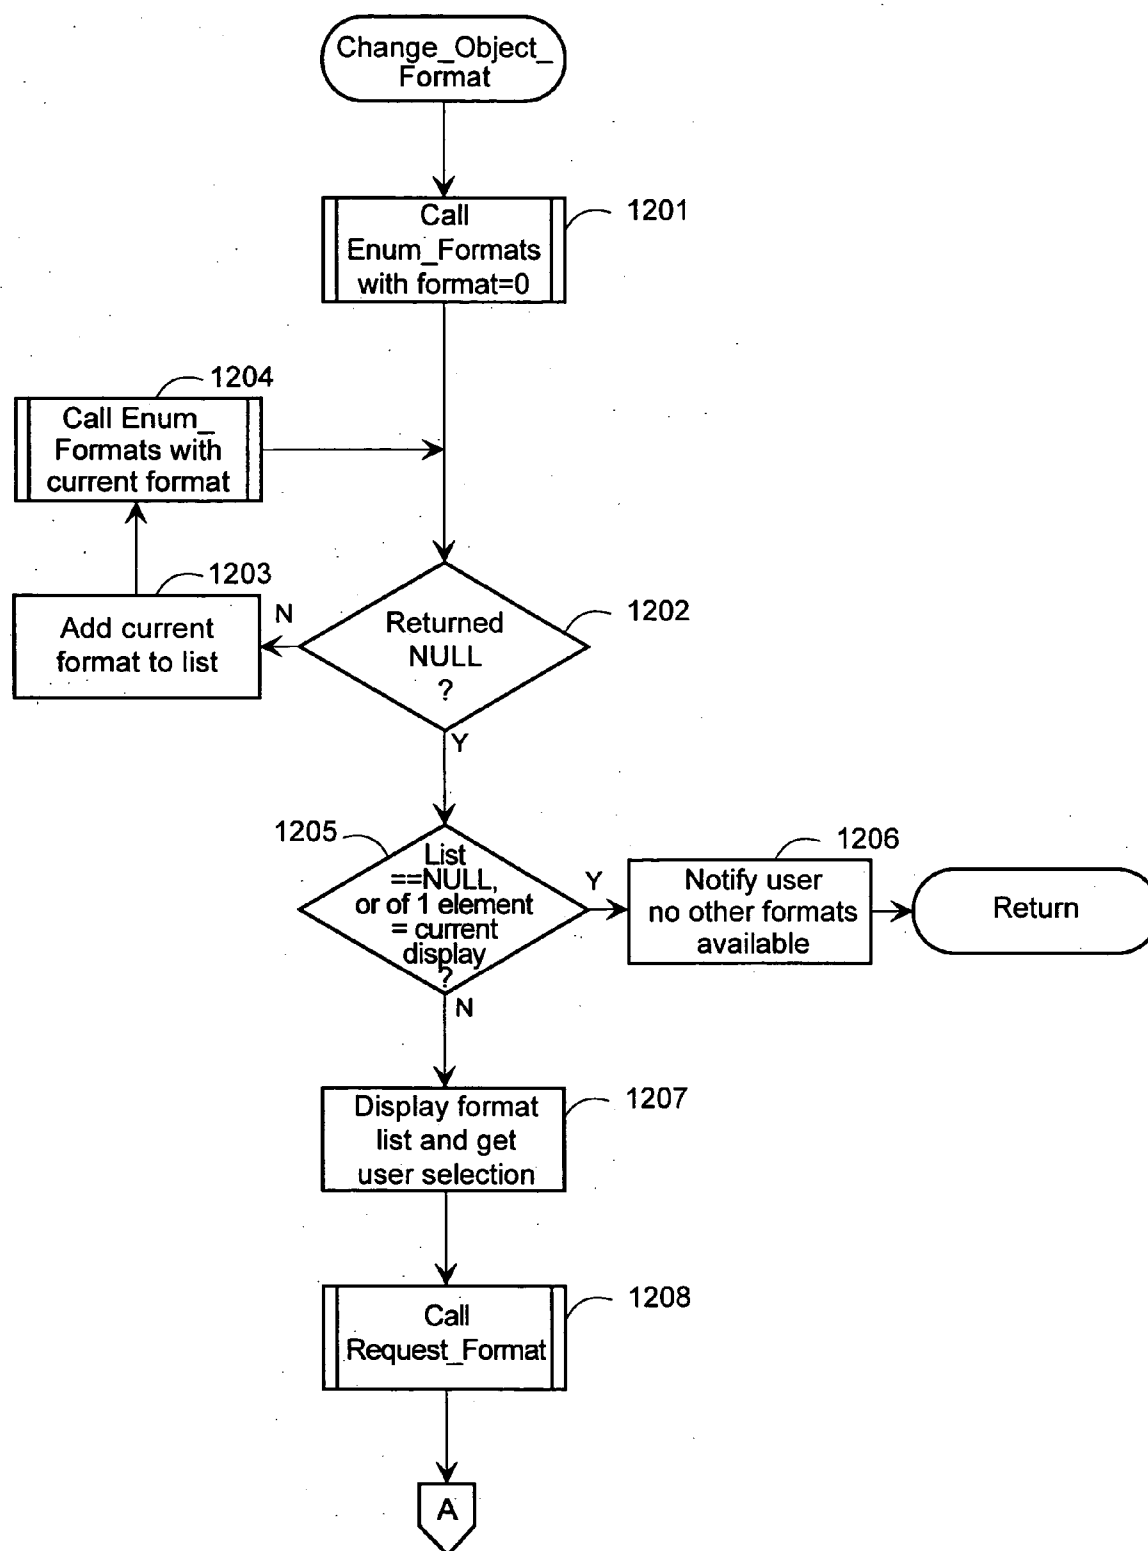 Change_Object_
Format
Call
Enum_Formats
with format=0
1201
1204
Call Enum_
Formats with
current format
1203
Add current
format to list
N
Returned
NULL
?
1202
Y
1205
List
==NULL,
or of 1 element
= current
display
?
Y
1206
Notify user
no other formats
available
Return
N
Display format
list and get
user selection
1207
Call
Request_Format
1208
A